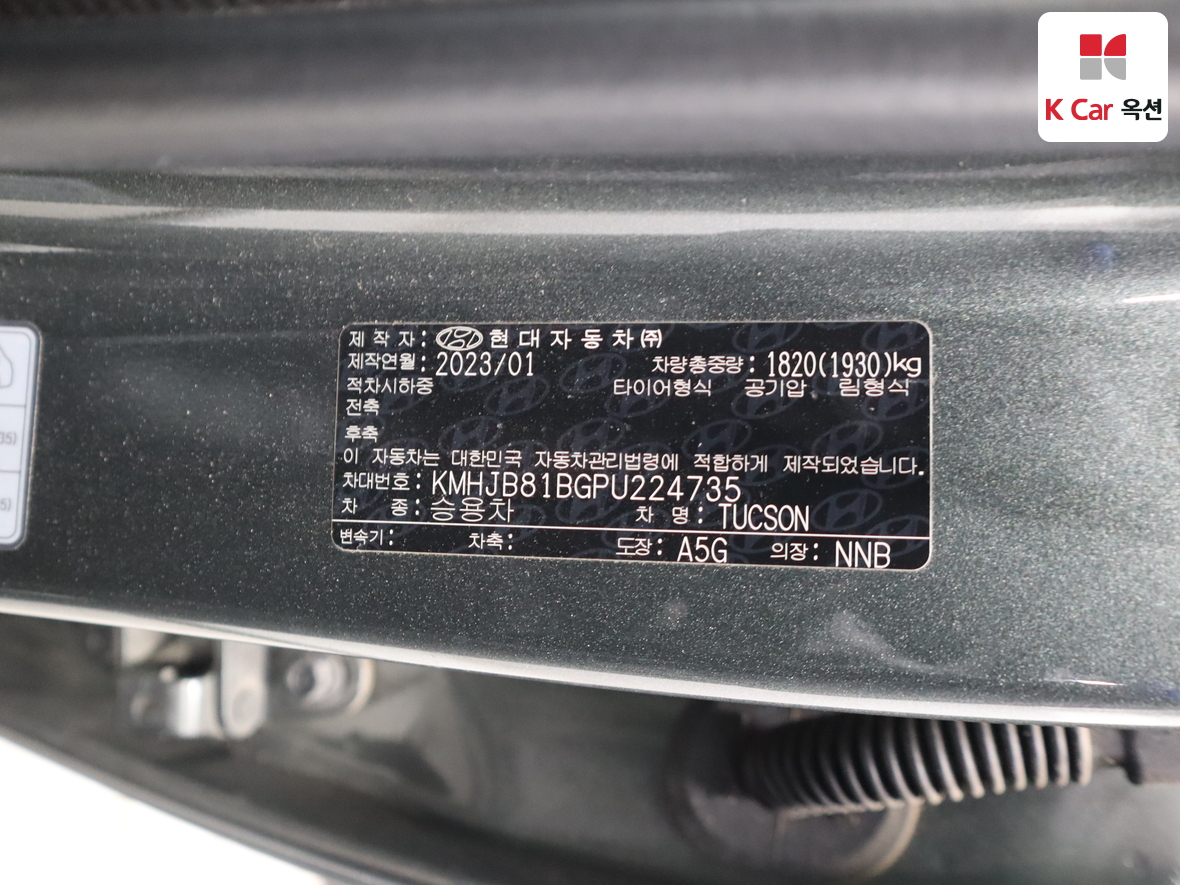 K Car 옥션
제 작 자 : 현 대 자 동 차 ㈜
제작연월 : 2023/01 차량총중량 : 1820(1930)kg
적차시하중 타이어형식 공기압 림형식
전축
후축
이 자동차는 대한민국 자동차관리법령에 적합하게 제작되었습니다.
차대번호 : KMHJB81BGPU224735
차 종 : 승용차 차 명 : TUCSON
변속기 : 차축 : 도장 : A5G 의장 : NNB